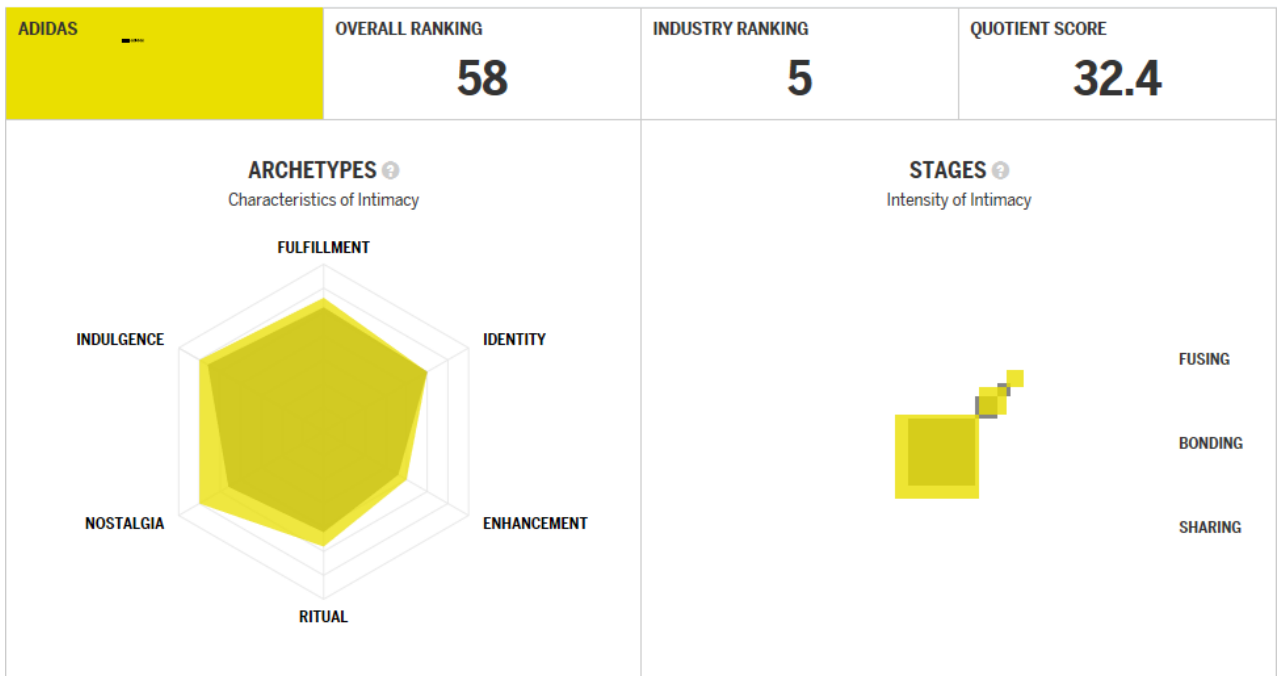 ADIDAS
OVERALL RANKING
58
INDUSTRY RANKING
5
QUOTIENT SCORE
32.4
ARCHETYPES ?
Characteristics of Intimacy
FULFILLMENT
INDULGENCE
IDENTITY
NOSTALGIA
ENHANCEMENT
RITUAL
STAGES ?
Intensity of Intimacy
FUSING
BONDING
SHARING